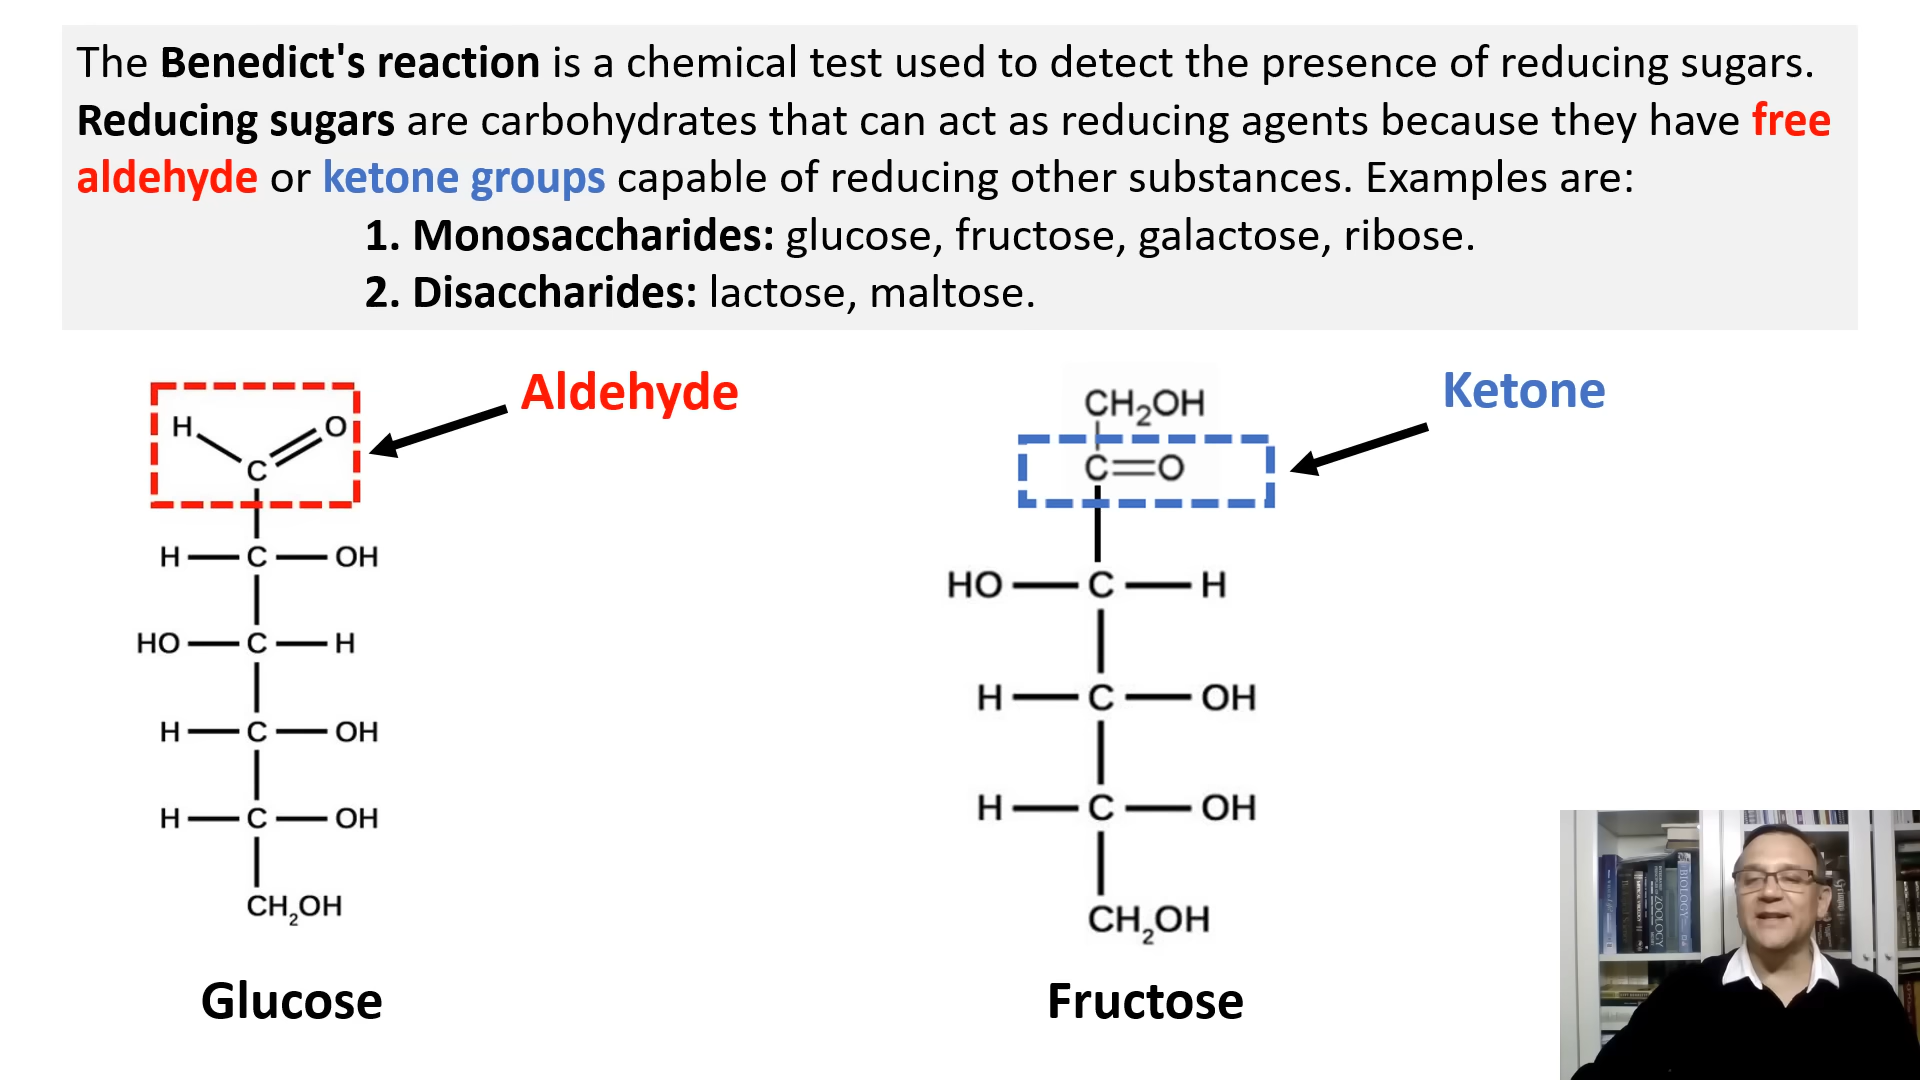 The Benedict's reaction is a chemical test used to detect the presence of reducing sugars.
Reducing sugars are carbohydrates that can act as reducing agents because they have free
aldehyde or ketone groups capable of reducing other substances. Examples are:
1. Monosaccharides: glucose, fructose, galactose, ribose.
2. Disaccharides: lactose, maltose.
Aldehyde
H O
C
H C OH
HO C H
H C OH
H C OH
CH₂OH
Glucose
Ketone
CH₂OH
C=O
HO C H
H C OH
H C OH
CH₂OH
Fructose
ZOOLOGY
BIOLOGY